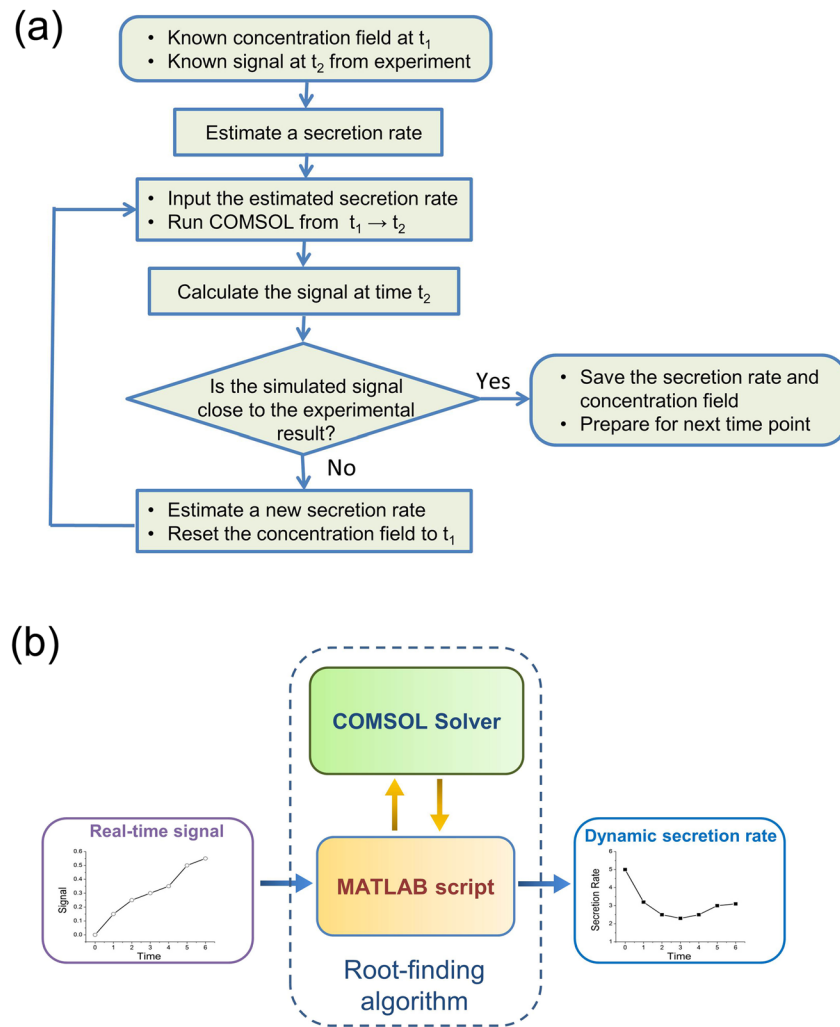 (a)
• Known concentration field at t₁
• Known signal at t₂ from experiment
Estimate a secretion rate
• Input the estimated secretion rate
• Run COMSOL from t₁ → t₂
Calculate the signal at time t₂
Is the simulated signal
close to the experimental
result?
Yes
• Save the secretion rate and
concentration field
• Prepare for next time point
No
• Estimate a new secretion rate
• Reset the concentration field to t₁
(b)
COMSOL Solver
Real-time signal
0.6
0.5
0.4
0.3
0.2
0.1
0.0
Signal
0 1 2 3 4 5 6
Time
MATLAB script
Root-finding
algorithm
Dynamic secretion rate
6
5
4
3
2
1
Secretion Rate
0 1 2 3 4 5 6
Time